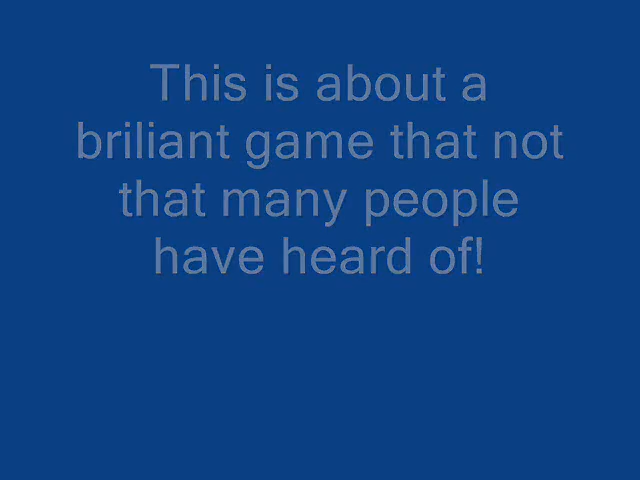 This is about a
briliant game that not
that many people
have heard of!